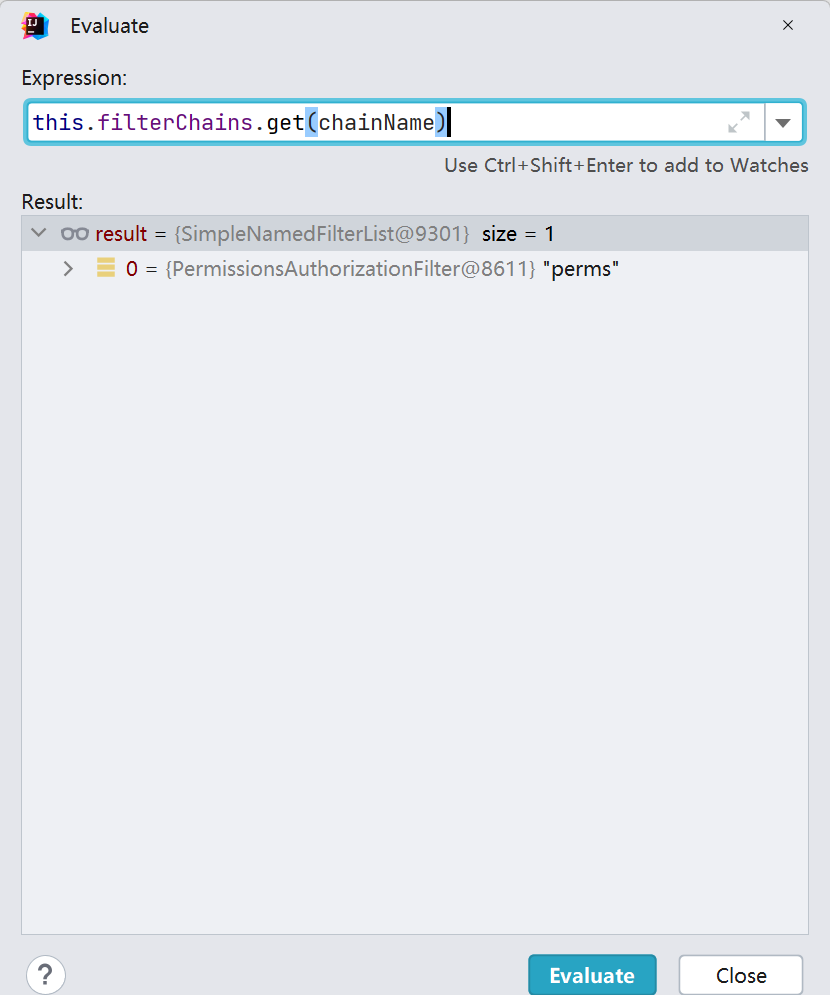 Evaluate
Expression:
this.filterChains.get(chainName)
Use Ctrl+Shift+Enter to add to Watches
Result:
result = {SimpleNamedFilterList@9301} size = 1
0 = {PermissionsAuthorizationFilter@8611} "perms"
? Evaluate Close